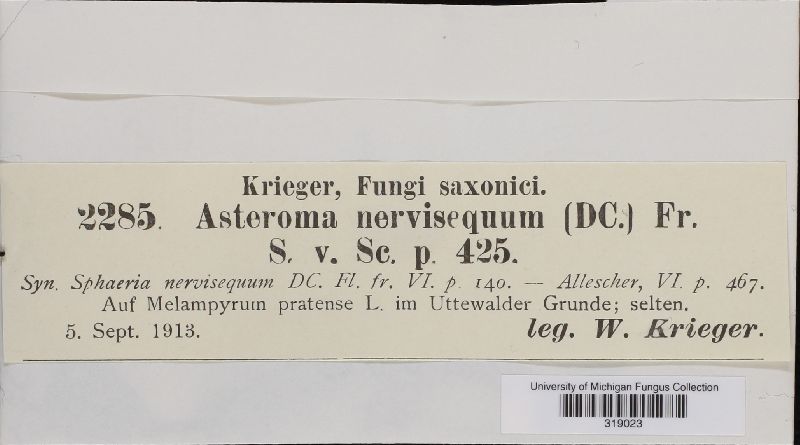 Krieger, Fungi saxonici.
2285. Asteroma nervisequum (DC.) Fr.
S. v. Sc. p. 425.
Syn. Sphaeria nervisequum DC. Fl. fr. VI. p. 140. — Allescher, VI. p. 467.
Auf Melampyrum pratense L. im Uttewalder Grunde; selten.
5. Sept. 1913. leg. W. Krieger.
University of Michigan Fungus Collection
319023